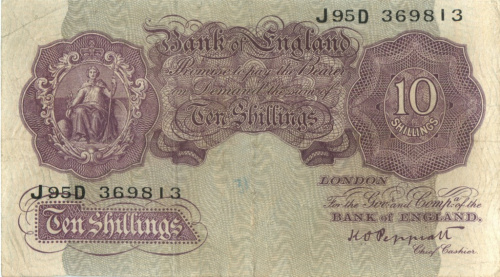 J95D 369813
Bank of England
Promise to pay the Bearer
on Demand the sum of
Ten Shillings
10
SHILLINGS
LONDON
J95D 369813
For the Gov: and Comp.ª of the
BANK OF ENGLAND.
Ten Shillings
K O Peppiatt
Chief Cashier.